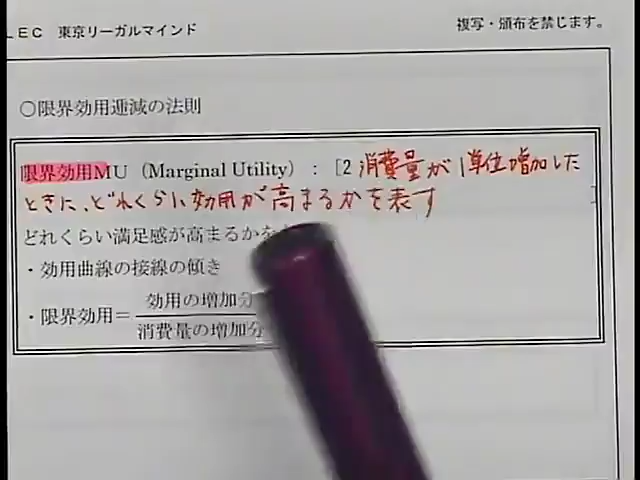 LEC 東京リーガルマインド
複写・頒布を禁じます。
○限界効用逓減の法則
限界効用MU(Marginal Utility):[2 消費量が1単位増加した
ときに、どれくらい効用が高まるかを表す
どれくらい満足感が高まるかを
・効用曲線の接線の傾き
・限界効用=
効用の増加分
消費量の増加分